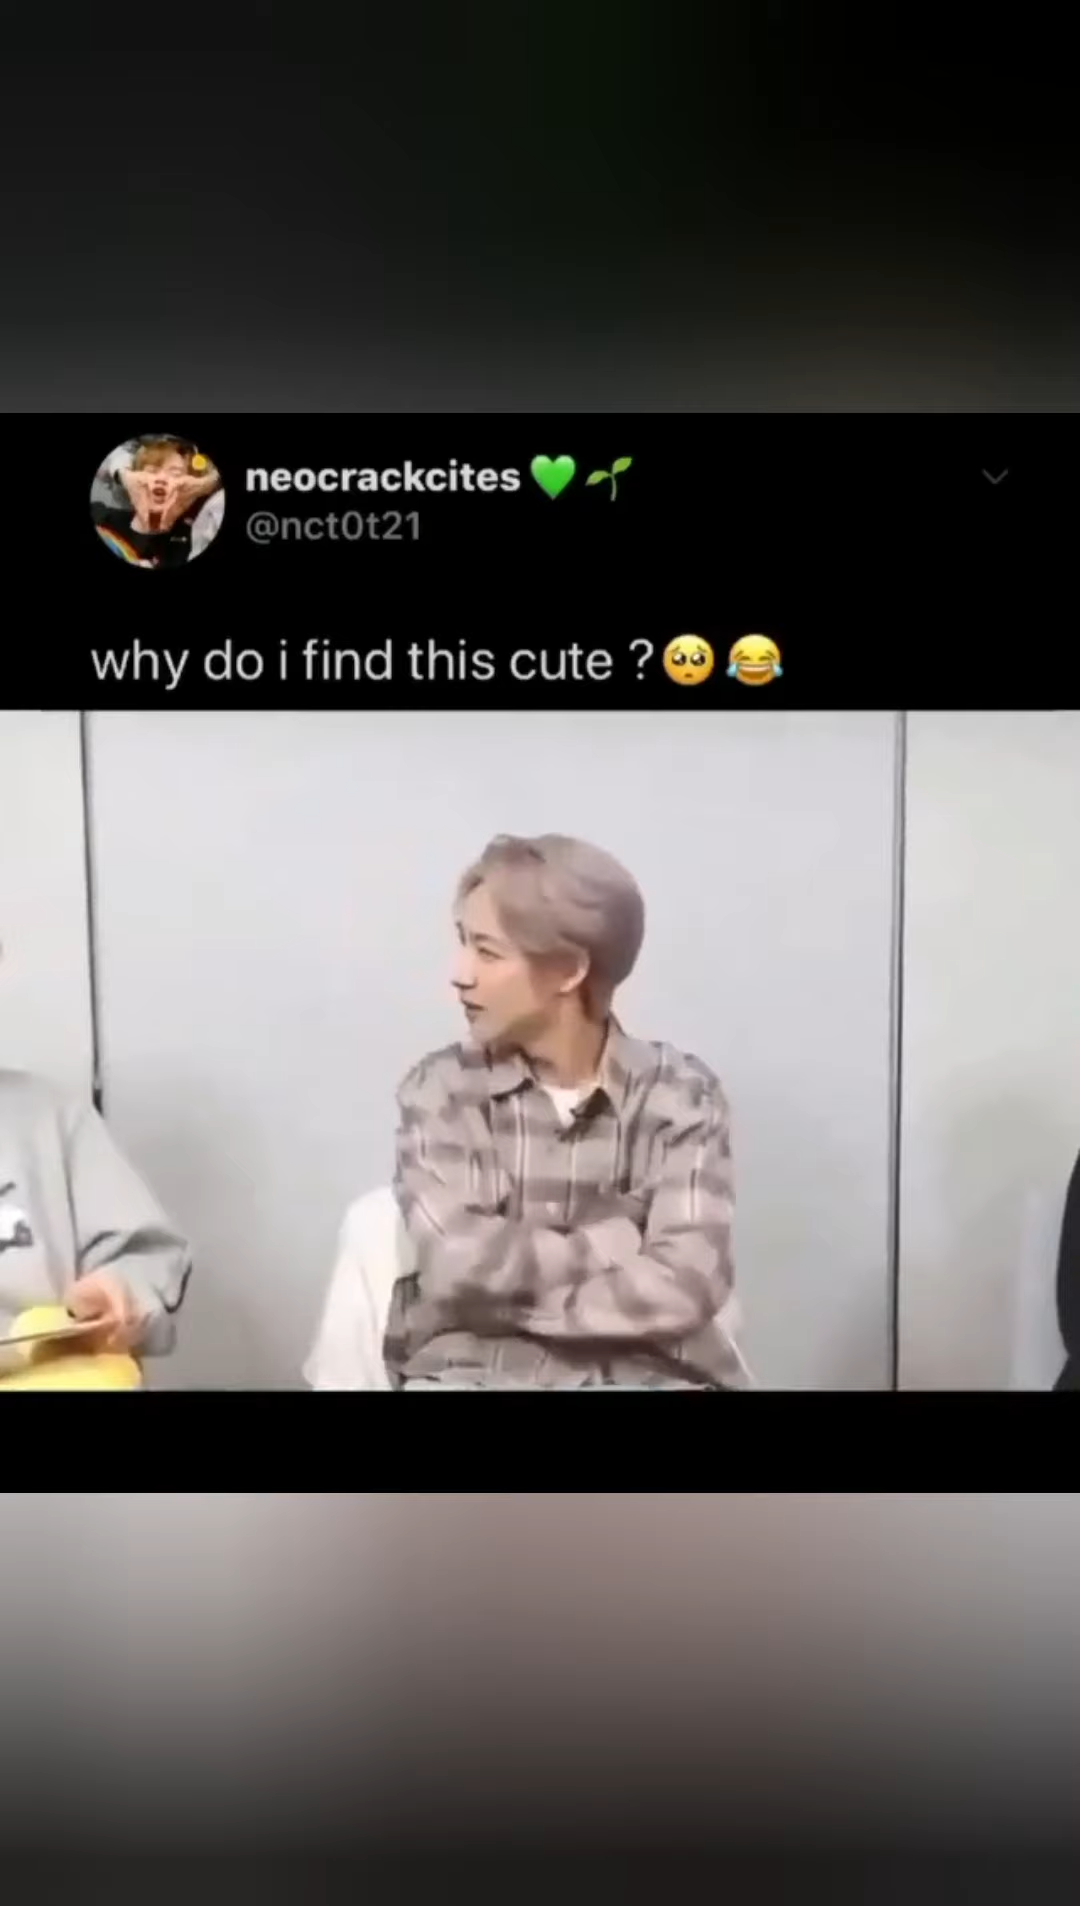 neocrackcites 💚🌱
@nct0t21
why do i find this cute ?🥺😂